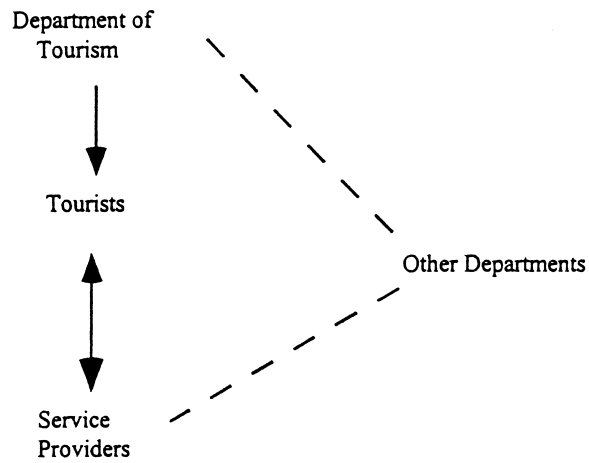 Department of
Tourism
Tourists
Other Departments
Service
Providers